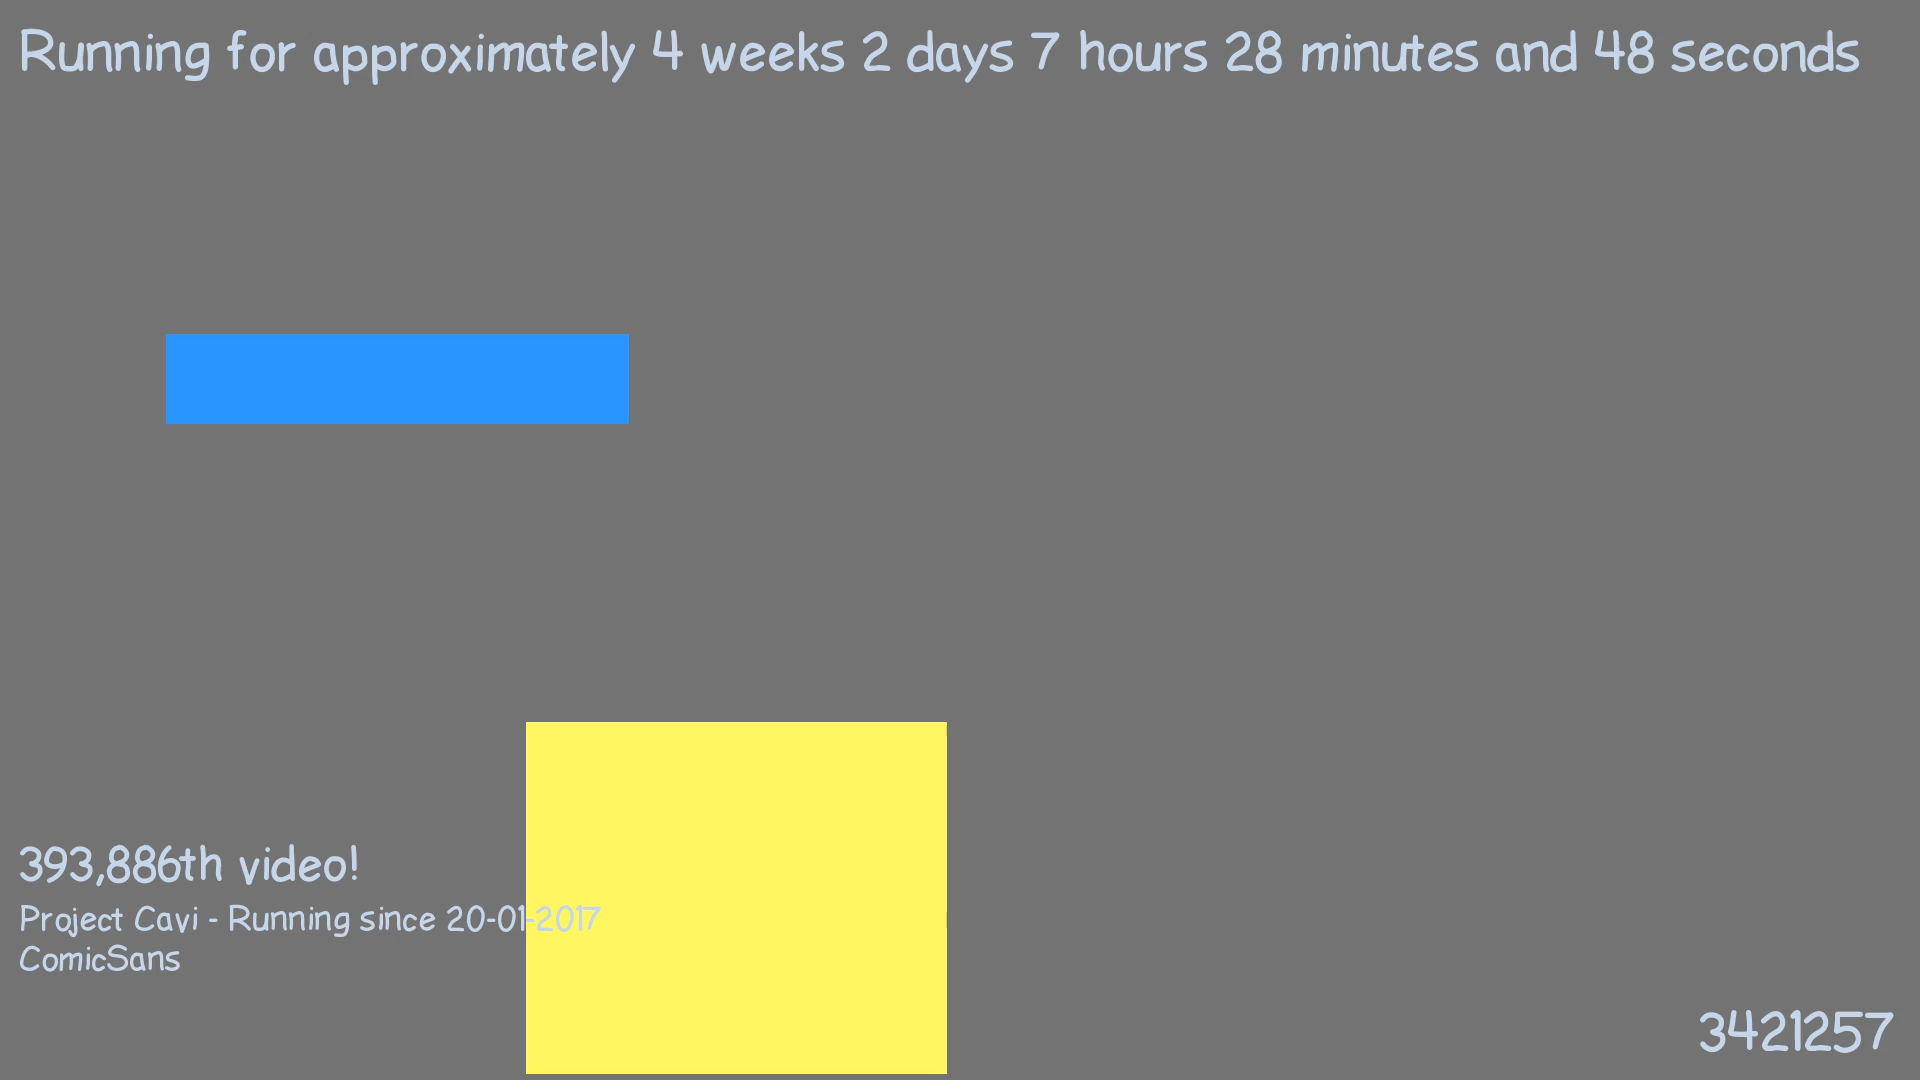 Running for approximately 4 weeks 2 days 7 hours 28 minutes and 48 seconds
393,886th video!
Project Cavi - Running since 20-01-2017
ComicSans
3421257